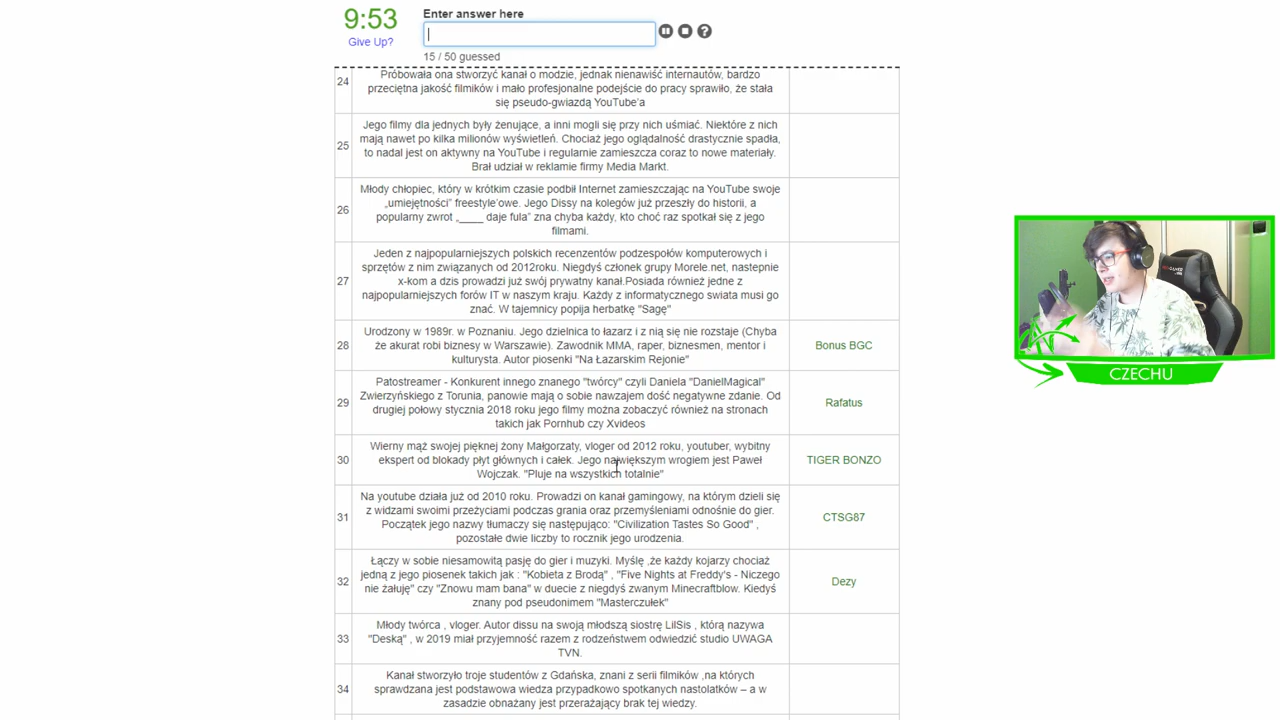 9:53
Give Up?
Enter answer here
15 / 50 guessed
24
Próbowała ona stworzyć kanał o modzie, jednak nienawiść internautów, bardzo
przeciętna jakość filmików i mało profesjonalne podejście do pracy sprawiło, że stała
się pseudo-gwiazdą YouTube'a
25
Jego filmy dla jednych były żenujące, a inni mogli się przy nich uśmiać. Niektóre z nich
mają nawet po kilka milionów wyświetleń. Chociaż jego oglądalność drastycznie spadła,
to nadal jest on aktywny na YouTube i regularnie zamieszcza coraz to nowe materiały.
Brał udział w reklamie firmy Media Markt.
26
Młody chłopiec, który w krótkim czasie podbił Internet zamieszczając na YouTube swoje
„umiejętności” freestyle'owe. Jego Dissy na kolegów już przeszły do historii, a
popularny zwrot „____ daje fula” zna chyba każdy, kto choć raz spotkał się z jego
filmami.
27
Jeden z najpopularniejszych polskich recenzentów podzespołów komputerowych i
sprzętów z nim związanych od 2012roku. Niegdyś członek grupy Morele.net, nastepnie
x-kom a dzis prowadzi już swój prywatny kanał.Posiada również jedne z
najpopularniejszych forów IT w naszym kraju. Każdy z informatycznego swiata musi go
znać. W tajemnicy popija herbatkę "Sagę"
28
Urodzony w 1989r. w Poznaniu. Jego dzielnica to łazarz i z nią się nie rozstaje (Chyba
że akurat robi biznesy w Warszawie). Zawodnik MMA, raper, biznesmen, mentor i
kulturysta. Autor piosenki "Na Łazarskim Rejonie"
Bonus BGC
29
Patostreamer - Konkurent innego znanego "twórcy" czyli Daniela "DanielMagical"
Zwierzyńskiego z Torunia, panowie mają o sobie nawzajem dość negatywne zdanie. Od
drugiej połowy stycznia 2018 roku jego filmy można zobaczyć również na stronach
takich jak Pornhub czy Xvideos
Rafatus
30
Wierny mąż swojej pięknej żony Małgorzaty, vloger od 2012 roku, youtuber, wybitny
ekspert od blokady płyt głównych i całek. Jego największym wrogiem jest Paweł
Wojczak. "Pluje na wszystkich totalnie"
TIGER BONZO
31
Na youtube działa już od 2010 roku. Prowadzi on kanał gamingowy, na którym dzieli się
z widzami swoimi przeżyciami podczas grania oraz przemyśleniami odnośnie do gier.
Początek jego nazwy tłumaczy się następująco: "Civilization Tastes So Good" ,
pozostałe dwie liczby to rocznik jego urodzenia.
CTSG87
32
Łączy w sobie niesamowitą pasję do gier i muzyki. Myślę ,że każdy kojarzy chociaż
jedną z jego piosenek takich jak : "Kobieta z Brodą" , "Five Nights at Freddy's - Niczego
nie żałuję" czy "Znowu mam bana" w duecie z niegdyś zwanym Minecraftblow. Kiedyś
znany pod pseudonimem "Masterczułek"
Dezy
33
Młody twórca , vloger. Autor dissu na swoją młodszą siostrę LilSis , którą nazywa
"Deską" , w 2019 miał przyjemność razem z rodzeństwem odwiedzić studio UWAGA
TVN.
34
Kanał stworzyło troje studentów z Gdańska, znani z serii filmików ,na których
sprawdzana jest podstawowa wiedza przypadkowo spotkanych nastolatków – a w
zasadzie obnażany jest przerażający brak tej wiedzy.
CZECHU